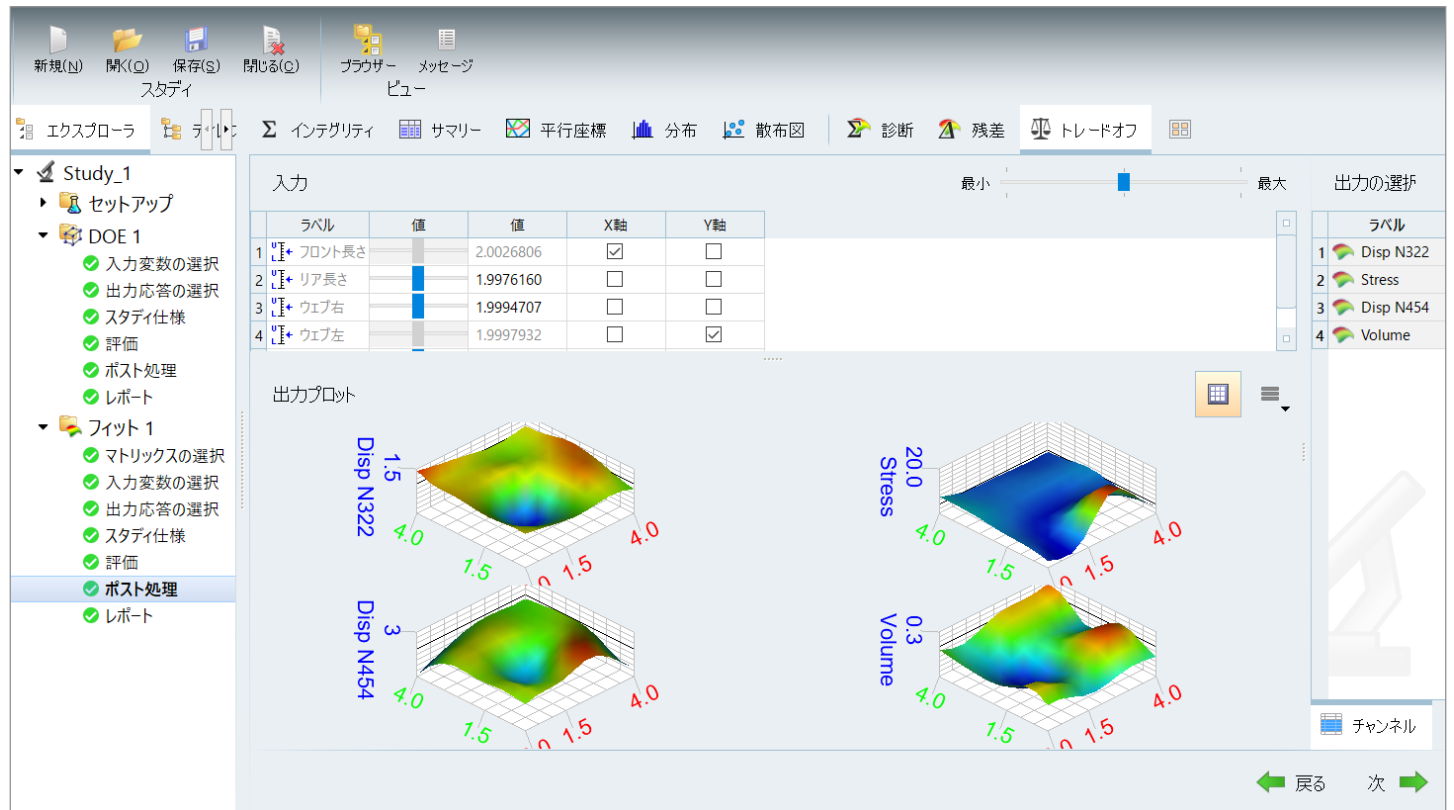 新規(N) 開く(O) 保存(S) 閉じる(C) ブラウザー メッセージ
スタディ ビュー
エクスプローラ
Σ インテグリティ サマリー 平行座標 分布 散布図 診断 残差 トレードオフ
Study_1
セットアップ
DOE 1
入力変数の選択
出力応答の選択
スタディ仕様
評価
ポスト処理
レポート
フィット 1
マトリックスの選択
入力変数の選択
出力応答の選択
スタディ仕様
評価
ポスト処理
レポート
入力 最小 最大
ラベル 値 値 X軸 Y軸
1 フロント長さ 2.0026806
2 リア長さ 1.9976160
3 ウェブ右 1.9994707
4 ウェブ左 1.9997932
出力プロット
Disp N322 1.5 4.0 1.5 0 1.5 4.0
Stress 20.0 4.0 1.5 0 1.5 4.0
Disp N454 3 4.0 1.5 0 1.5 4.0
Volume 0.3 4.0 1.5 0 1.5 4.0
出力の選択
ラベル
1 Disp N322
2 Stress
3 Disp N454
4 Volume
チャンネル
戻る 次